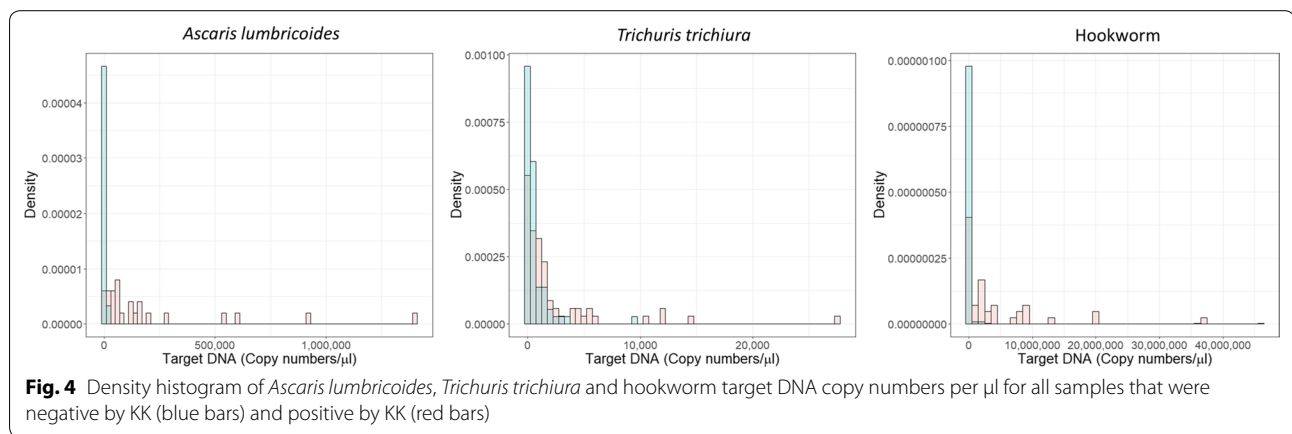 Ascaris lumbricoides
Trichuris trichiura
Hookworm
Density
0.00004
0.00003
0.00002
0.00001
0.00000
0
500,000
1,000,000
Target DNA (Copy numbers/µl)
Density
0.00100
0.00075
0.00050
0.00025
0.00000
0
10,000
20,000
Target DNA (Copy numbers/µl)
Density
0.00000100
0.00000075
0.00000050
0.00000025
0.00000000
0
10,000,000
20,000,000
30,000,000
40,000,000
Target DNA (Copy numbers/µl)
Fig. 4 Density histogram of Ascaris lumbricoides, Trichuris trichiura and hookworm target DNA copy numbers per µl for all samples that were
negative by KK (blue bars) and positive by KK (red bars)